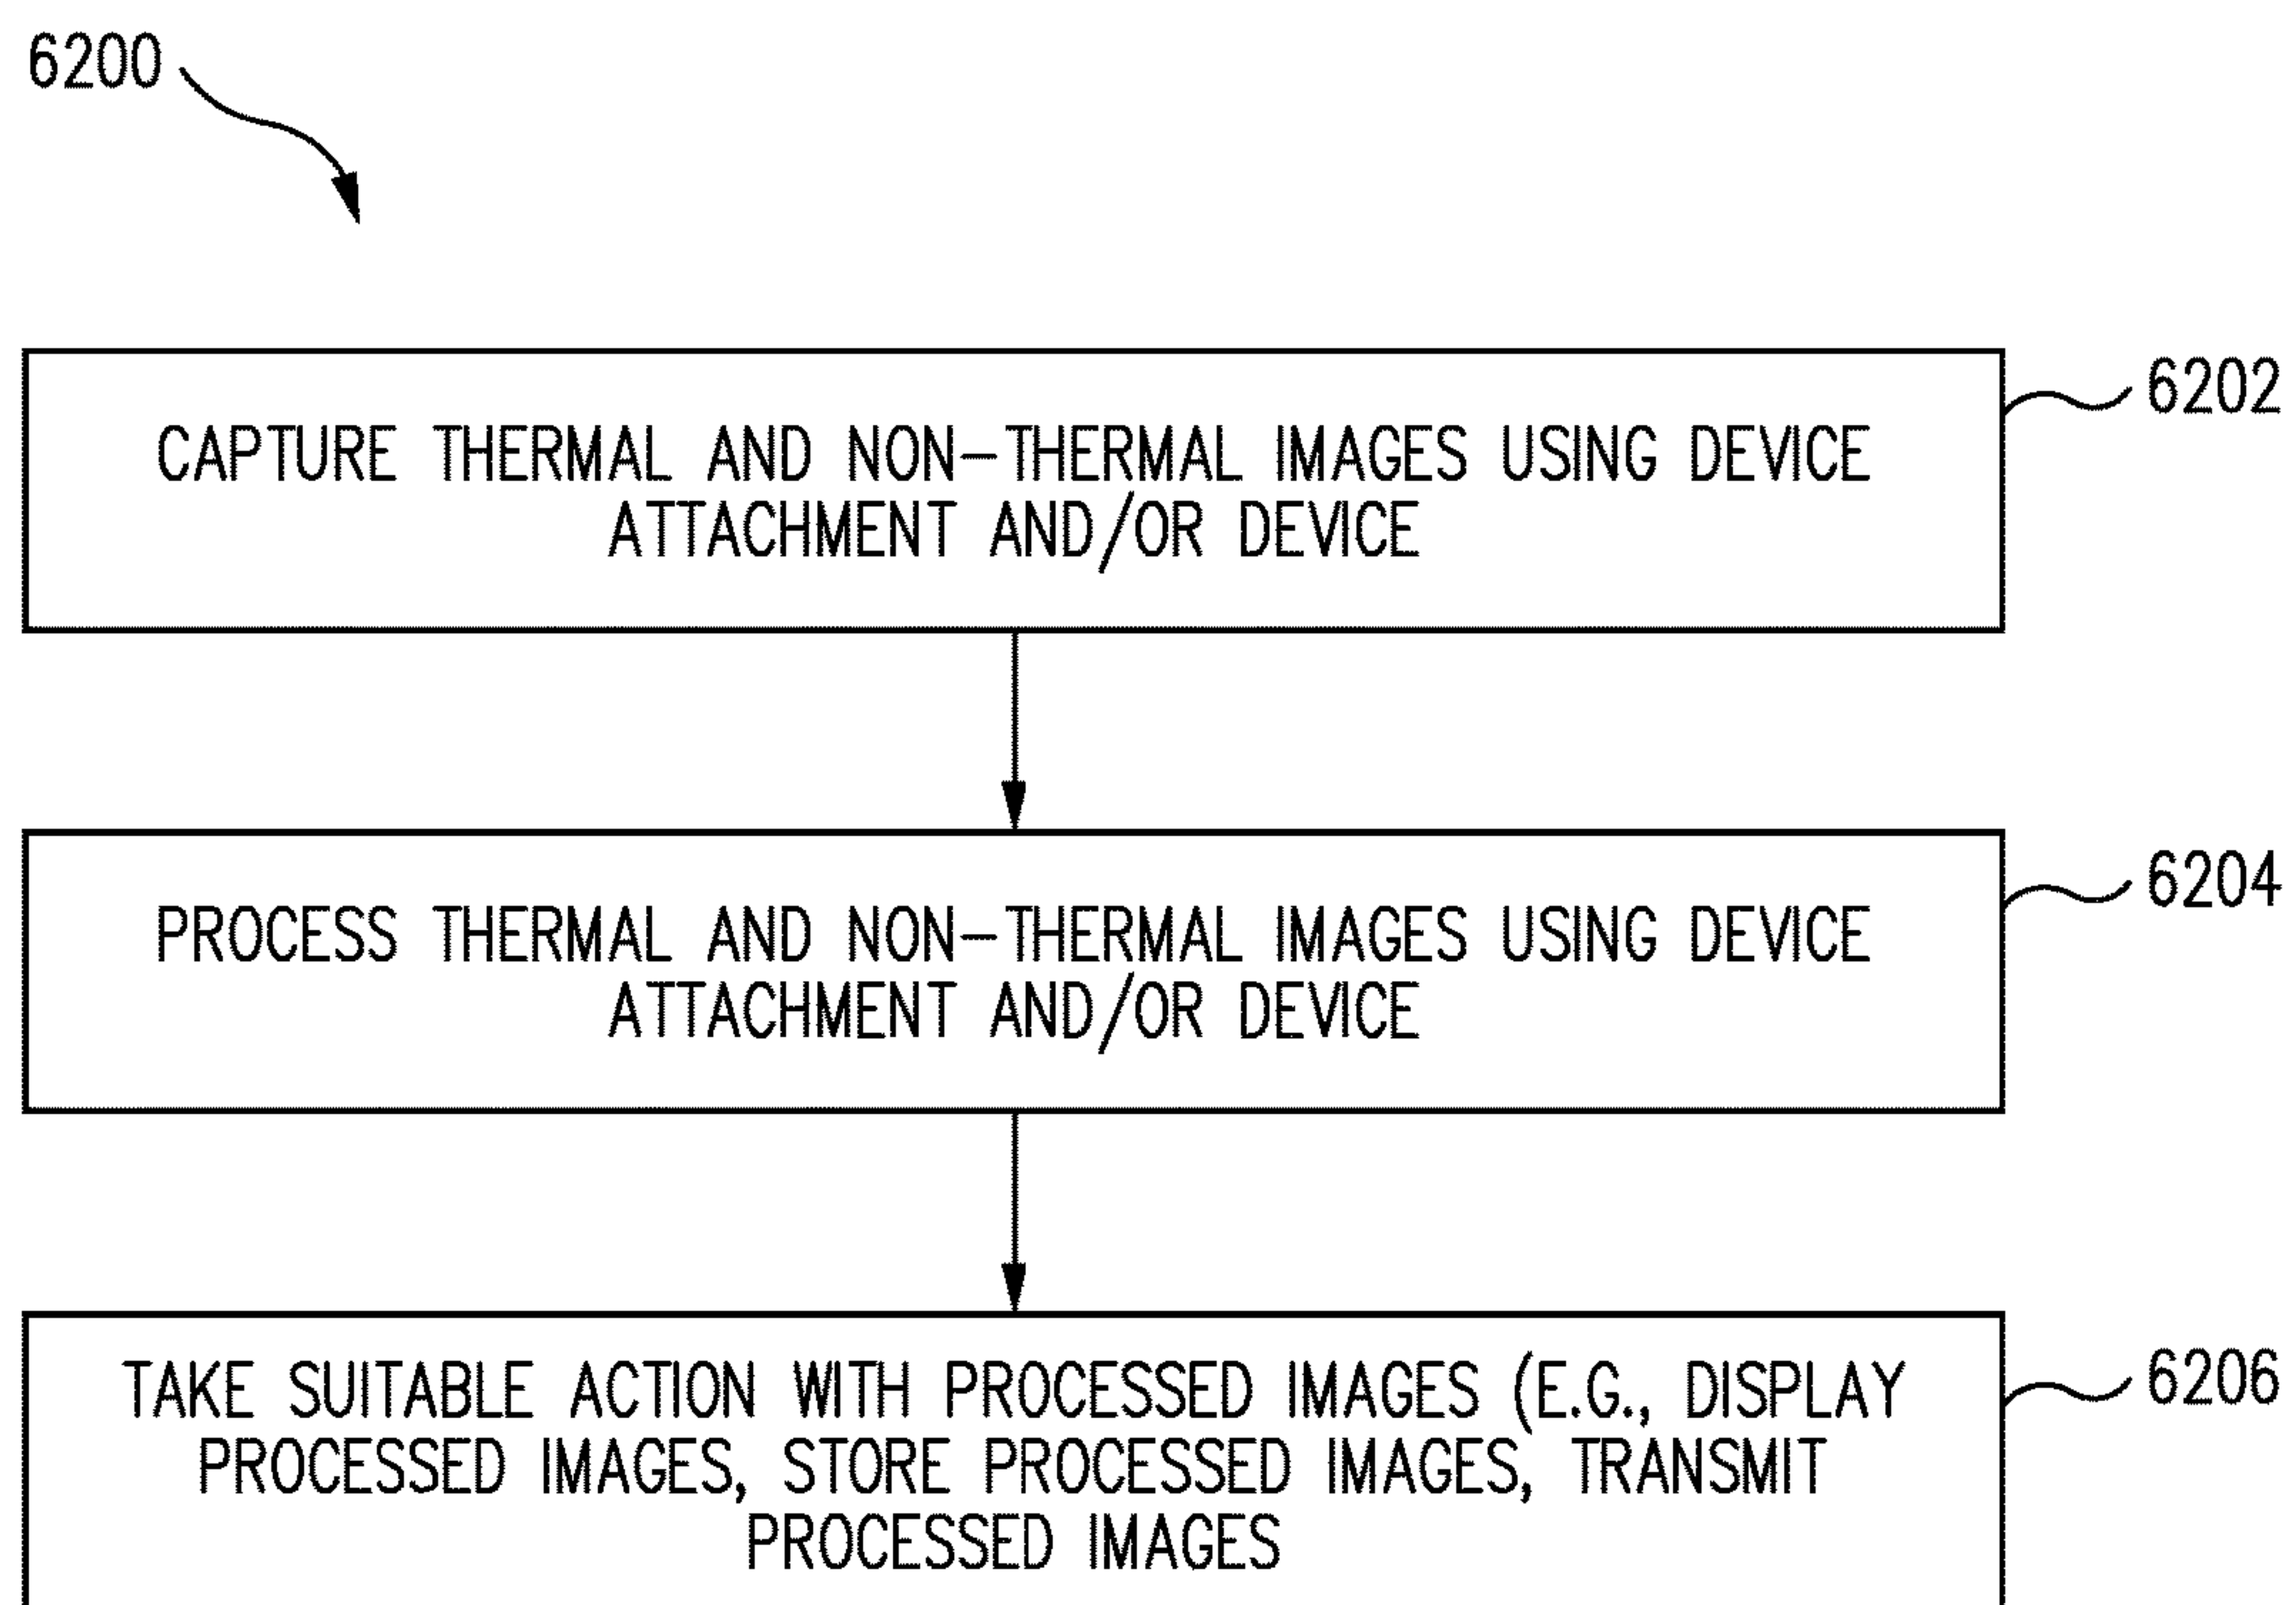 6200
CAPTURE THERMAL AND NON-THERMAL IMAGES USING DEVICE
ATTACHMENT AND/OR DEVICE
6202
PROCESS THERMAL AND NON-THERMAL IMAGES USING DEVICE
ATTACHMENT AND/OR DEVICE
6204
TAKE SUITABLE ACTION WITH PROCESSED IMAGES (E.G., DISPLAY
PROCESSED IMAGES, STORE PROCESSED IMAGES, TRANSMIT
PROCESSED IMAGES
6206